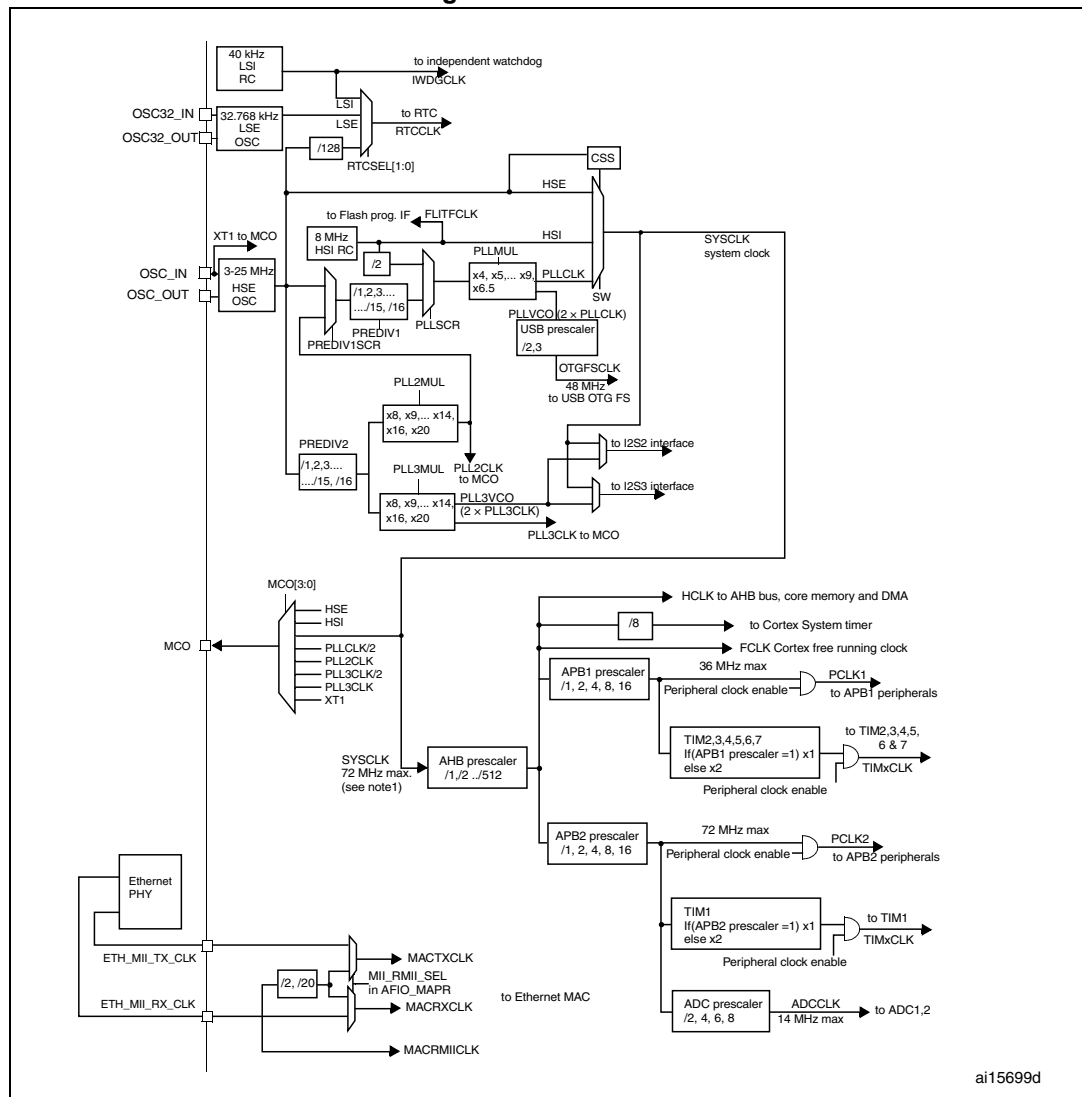 40 kHz
LSI
RC
to independent watchdog
IWDGCLK
OSC32_IN
OSC32_OUT
32.768 kHz
LSE
OSC
LSI
LSE
to RTC
RTCCLK
/128
RTCSEL[1:0]
CSS
HSE
to Flash prog. IF
FLITFCLK
XT1 to MCO
8 MHz
HSI RC
HSI
SYSCLK
system clock
/2
PLLMUL
x4, x5,... x9,
x6.5
PLLCLK
SW
OSC_IN
OSC_OUT
3-25 MHz
HSE
OSC
/1,2,3....
..../15, /16
PLLSCR
PREDIV1
PREDIV1SCR
PLLVCO (2 × PLLCLK)
USB prescaler
/2,3
OTGFSCLK
48 MHz
to USB OTG FS
PLL2MUL
x8, x9,... x14,
x16, x20
PREDIV2
/1,2,3....
..../15, /16
PLL2CLK
to MCO
PLL3MUL
x8, x9,... x14,
x16, x20
PLL3VCO
(2 × PLL3CLK)
to I2S2 interface
to I2S3 interface
PLL3CLK to MCO
MCO[3:0]
HSE
HSI
MCO
PLLCLK/2
PLL2CLK
PLL3CLK/2
PLL3CLK
XT1
HCLK to AHB bus, core memory and DMA
/8
to Cortex System timer
FCLK Cortex free running clock
APB1 prescaler
/1, 2, 4, 8, 16
36 MHz max
Peripheral clock enable
PCLK1
to APB1 peripherals
SYSCLK
72 MHz max.
(see note1)
AHB prescaler
/1,/2 ../512
TIM2,3,4,5,6,7
If(APB1 prescaler =1) x1
else x2
to TIM2,3,4,5,
6 & 7
TIMxCLK
Peripheral clock enable
APB2 prescaler
/1, 2, 4, 8, 16
72 MHz max
Peripheral clock enable
PCLK2
to APB2 peripherals
Ethernet
PHY
TIM1
If(APB2 prescaler =1) x1
else x2
to TIM1
TIMxCLK
Peripheral clock enable
ETH_MII_TX_CLK
MACTXCLK
/2, /20
MII_RMII_SEL
in AFIO_MAPR
to Ethernet MAC
ETH_MII_RX_CLK
MACRXCLK
MACRMIICLK
ADC prescaler
/2, 4, 6, 8
ADCCLK
14 MHz max
to ADC1,2
ai15699d